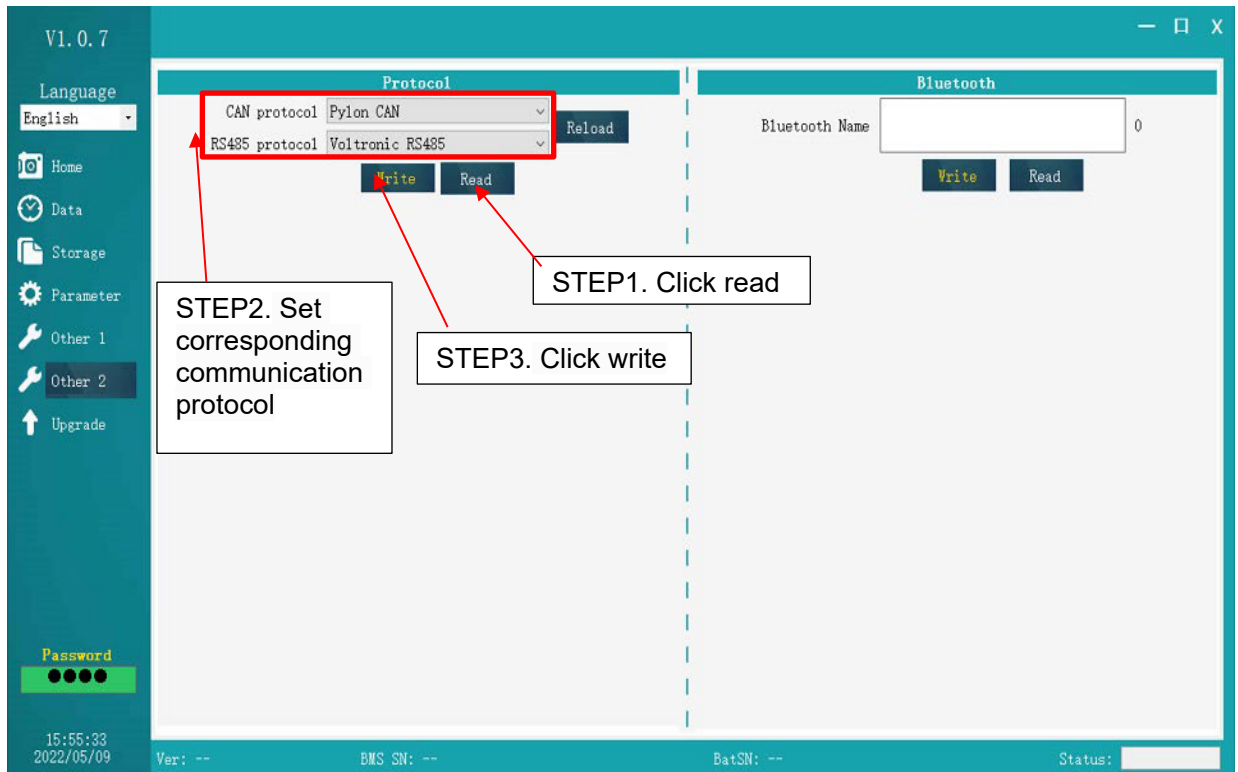 V1.0.7
Language
English
Home
Data
Storage
Parameter
Other 1
Other 2
Upgrade
Password
15:55:33
2022/05/09
— 口 X
Protocol
CAN protocol Pylon CAN
RS485 protocol Voltronic RS485
Reload
Write Read
STEP1. Click read
STEP2. Set
corresponding
communication
protocol
STEP3. Click write
Bluetooth
Bluetooth Name 0
Write Read
Ver: -- BMS SN: -- BatSN: -- Status: